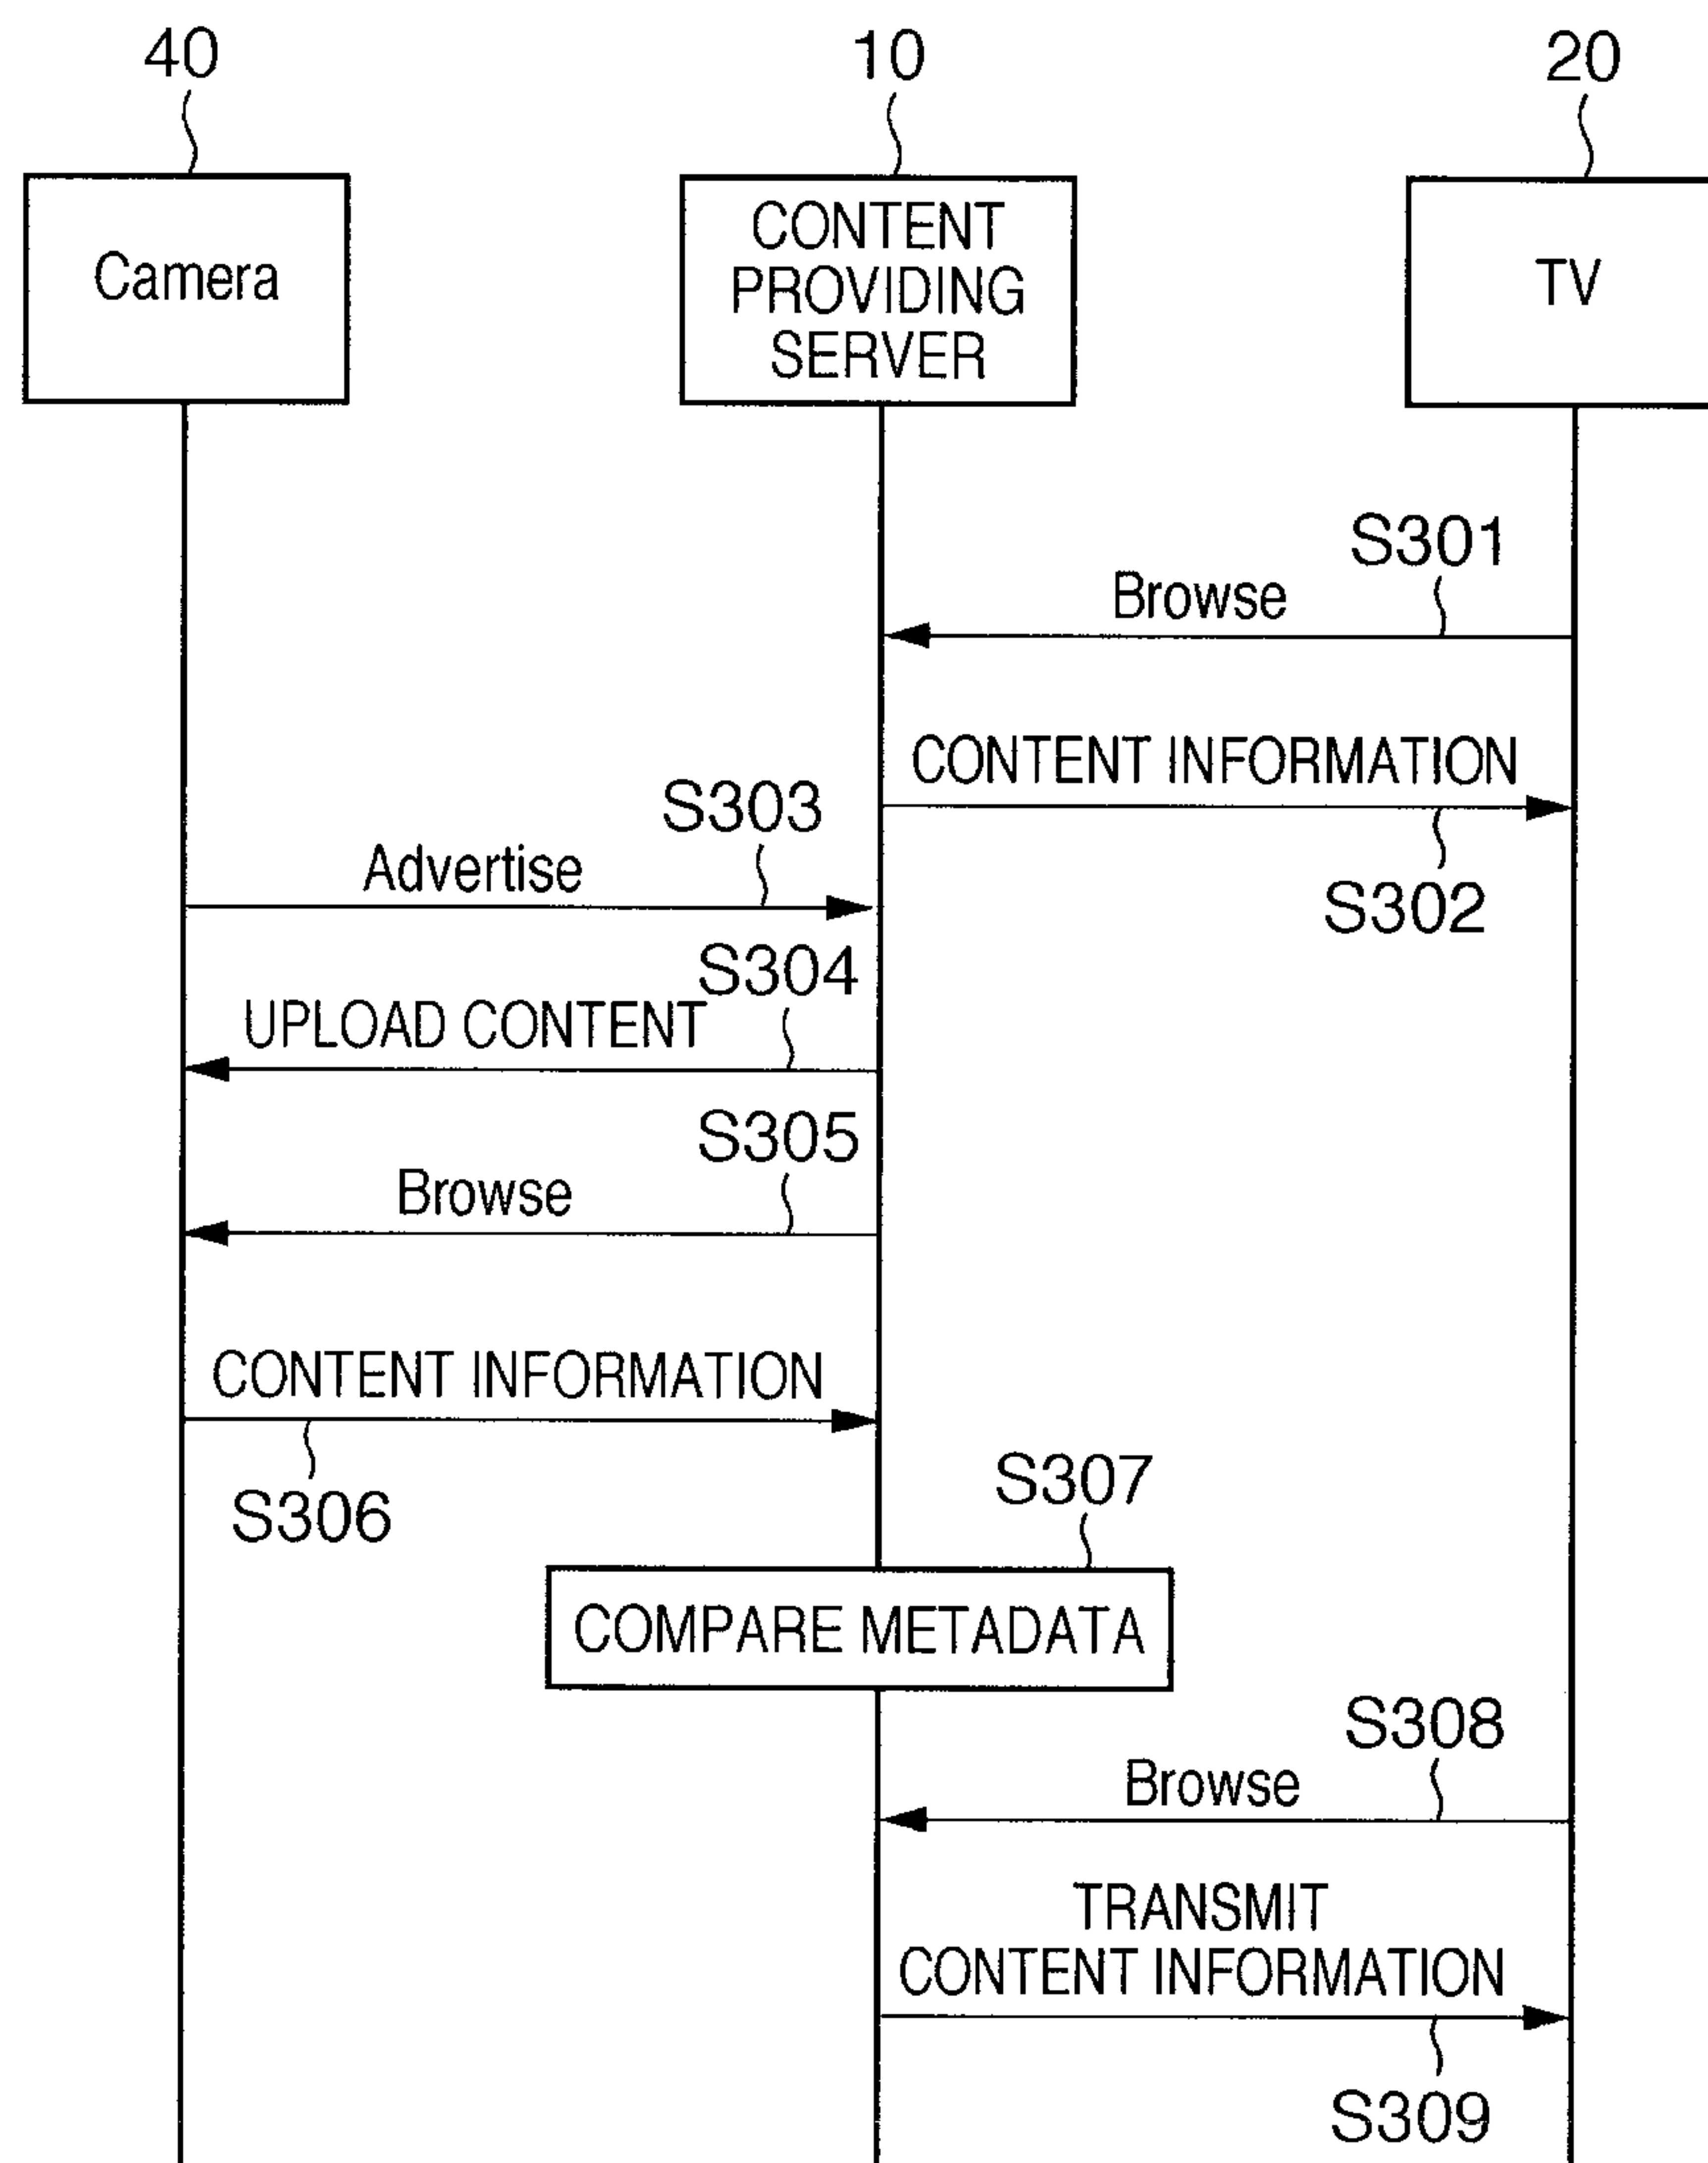 40
10
20
Camera
CONTENT
PROVIDING
SERVER
TV
S301
Browse
CONTENT INFORMATION
S302
S303
Advertise
S304
UPLOAD CONTENT
S305
Browse
CONTENT INFORMATION
S306
S307
COMPARE METADATA
S308
Browse
TRANSMIT
CONTENT INFORMATION
S309